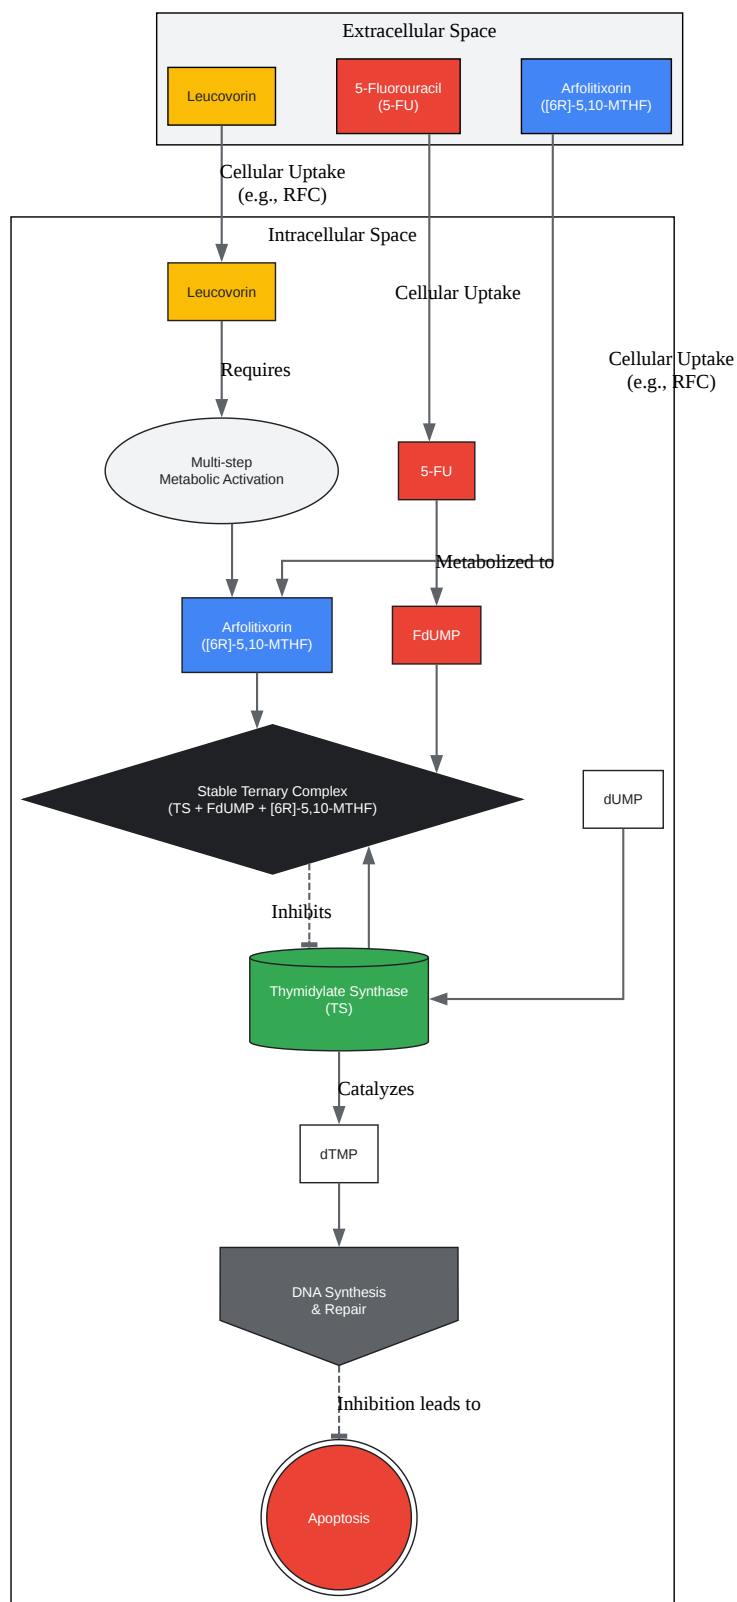 Extracellular Space
Leucovorin
5-Fluorouracil
(5-FU)
Arfolitixorin
([6R]-5,10-MTHF)
Cellular Uptake
(e.g., RFC)
Intracellular Space
Leucovorin
Cellular Uptake
Requires
Cellular Uptake
(e.g., RFC)
Multi-step
Metabolic Activation
5-FU
Metabolized to
Arfolitixorin
([6R]-5,10-MTHF)
FdUMP
Stable Ternary Complex
(TS + FdUMP + [6R]-5,10-MTHF)
dUMP
Inhibits
Thymidylate Synthase
(TS)
Catalyzes
dTMP
DNA Synthesis
& Repair
Inhibition leads to
Apoptosis